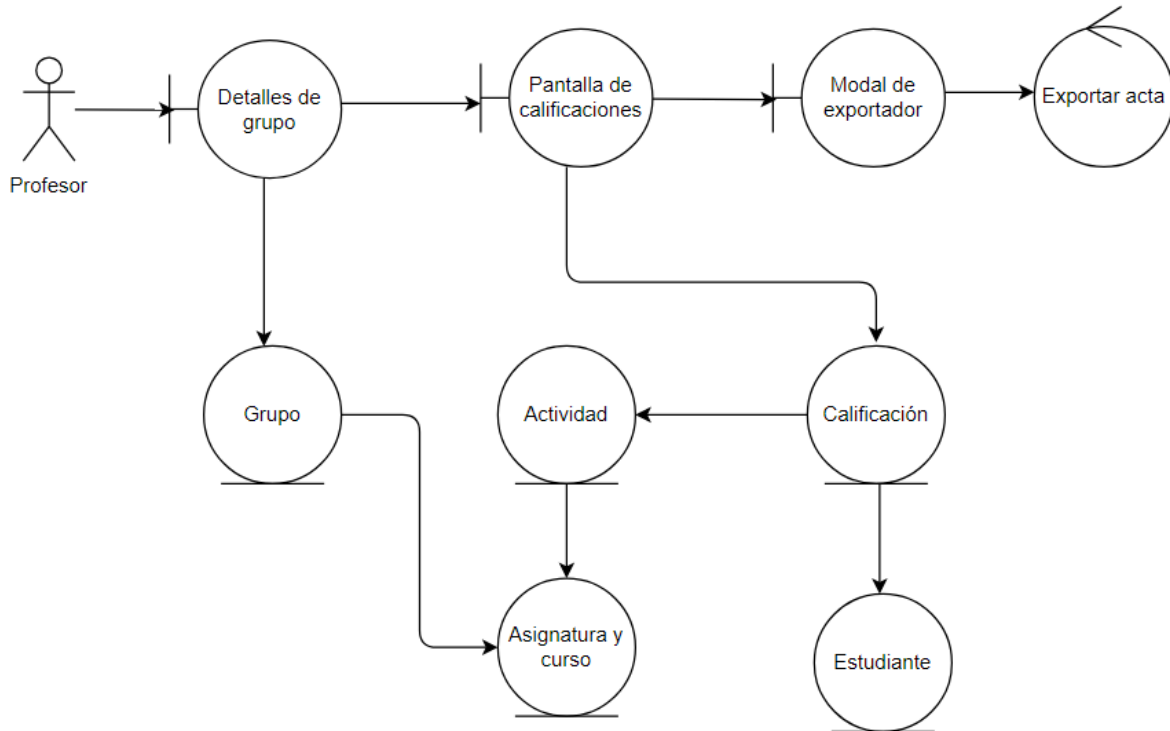 Detalles de
grupo
Pantalla de
calificaciones
Modal de
exportador
Exportar acta
Profesor
Grupo
Actividad
Calificación
Asignatura y
curso
Estudiante